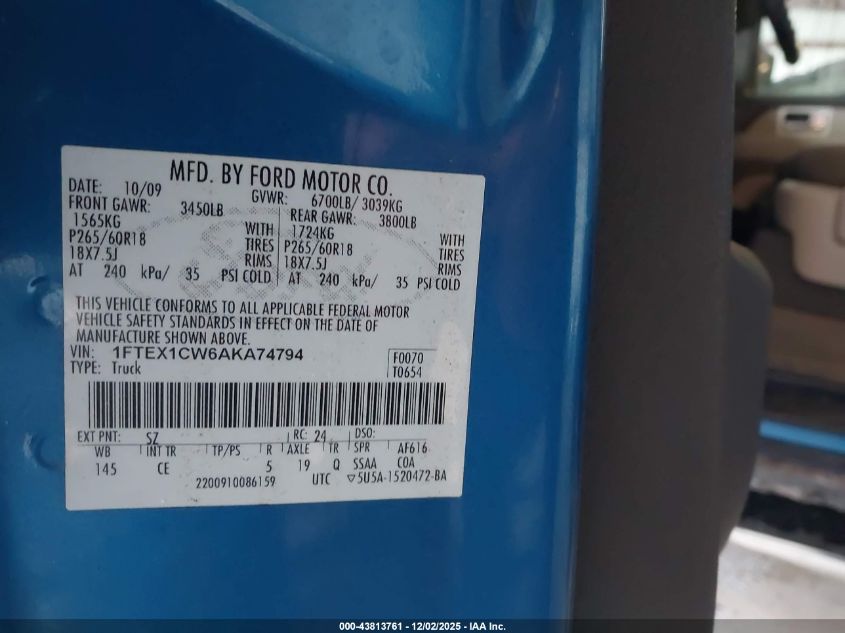 MFD. BY FORD MOTOR CO.
DATE: 10/09 GVWR: 6700LB/ 3039KG
FRONT GAWR: 3450LB REAR GAWR: 3800LB
1565KG WITH 1724KG WITH
P265/60R18 TIRES P265/60R18 TIRES
18X7.5J RIMS 18X7.5J RIMS
AT 240 kPa/ 35 PSI COLD AT 240 kPa/ 35 PSI COLD
THIS VEHICLE CONFORMS TO ALL APPLICABLE FEDERAL MOTOR
VEHICLE SAFETY STANDARDS IN EFFECT ON THE DATE OF
MANUFACTURE SHOWN ABOVE.
VIN: 1FTEX1CW6AKA74794 F0070
TYPE: Truck T0654
EXT PNT: SZ RC: 24 DSO:
WB INT TR TP/PS R AXLE TR SPR AF616
145 CE 5 19 Q SSAA COA
2200910086159 UTC ▽5U5A-1520472-BA
000-43813761 - 12/02/2025 - IAA Inc.